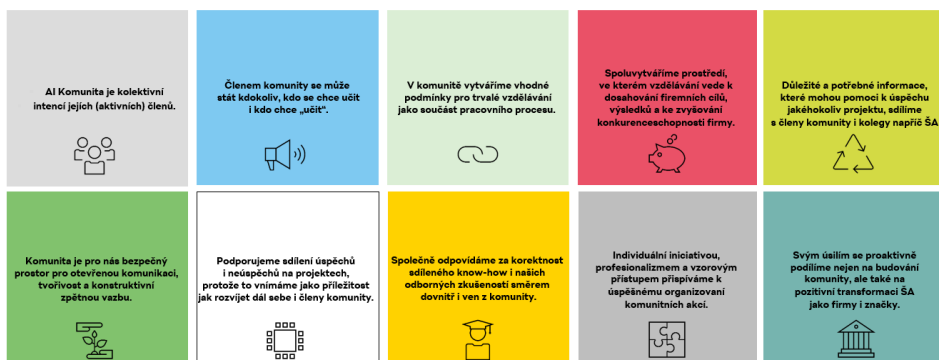 AI Komunita je kolektivní
intencí jejích (aktivních) členů.
Členem komunity se může
stát kdokoliv, kdo se chce učit
i kdo chce „učit“.
V komunitě vytváříme vhodné
podmínky pro trvalé vzdělávání
jako součást pracovního procesu.
Spoluvytváříme prostředí,
ve kterém vzdělávání vede k
dosahování firemních cílů,
výsledků a ke zvyšování
konkurenceschopnosti firmy.
Důležité a potřebné informace,
které mohou pomoci k úspěchu
jakéhokoliv projektu, sdílíme
s členy komunity i kolegy napříč ŠA
Komunita je pro nás bezpečný
prostor pro otevřenou komunikaci,
tvořivost a konstruktivní
zpětnou vazbu.
Podporujeme sdílení úspěchů
i neúspěchů na projektech,
protože to vnímáme jako příležitost
jak rozvíjet dál sebe i členy komunity.
Společně odpovídáme za korektnost
sdíleného know-how i našich
odborných zkušeností směrem
dovnitř i ven z komunity.
Individuální iniciativou,
profesionalizmem a vzorovým
přístupem přispíváme k
úspěšnému organizovaní
komunitních akcí.
Svým úsilím se proaktivně
podílíme nejen na budování
komunity, ale také na
pozitivní transformaci ŠA
jako firmy i značky.